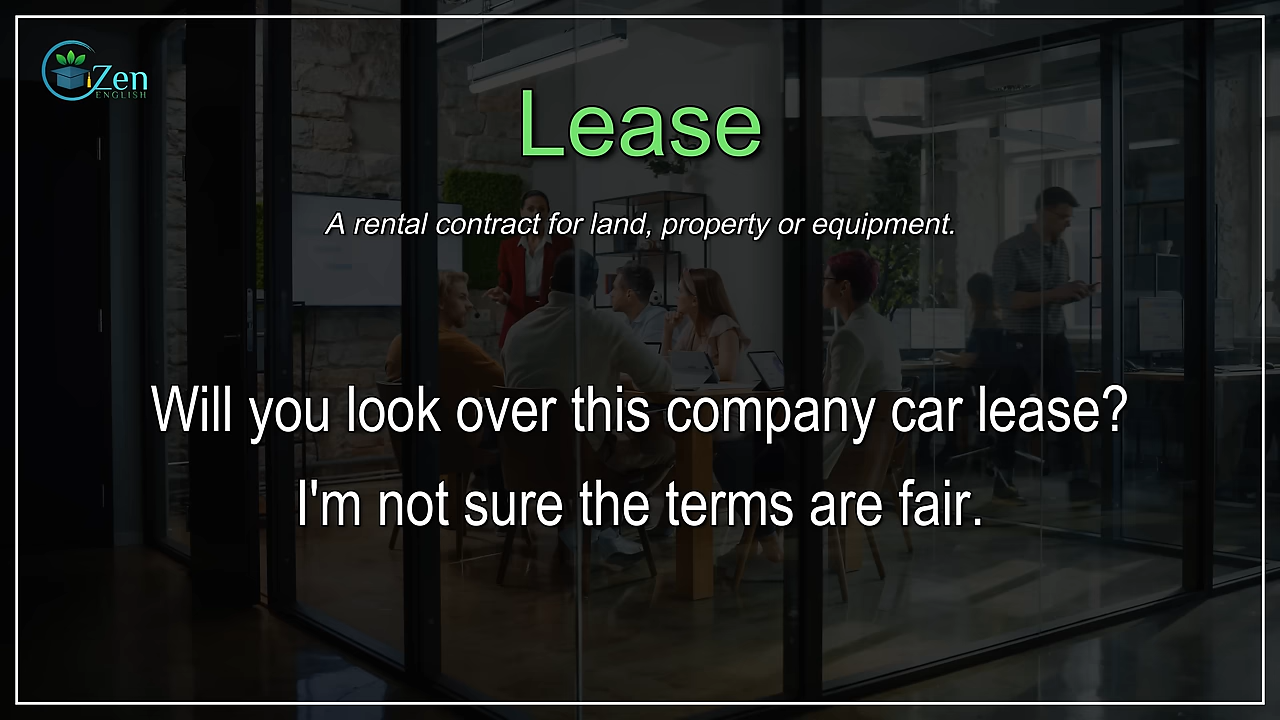 Zen
ENGLISH
Lease
A rental contract for land, property or equipment.
Will you look over this company car lease?
I'm not sure the terms are fair.